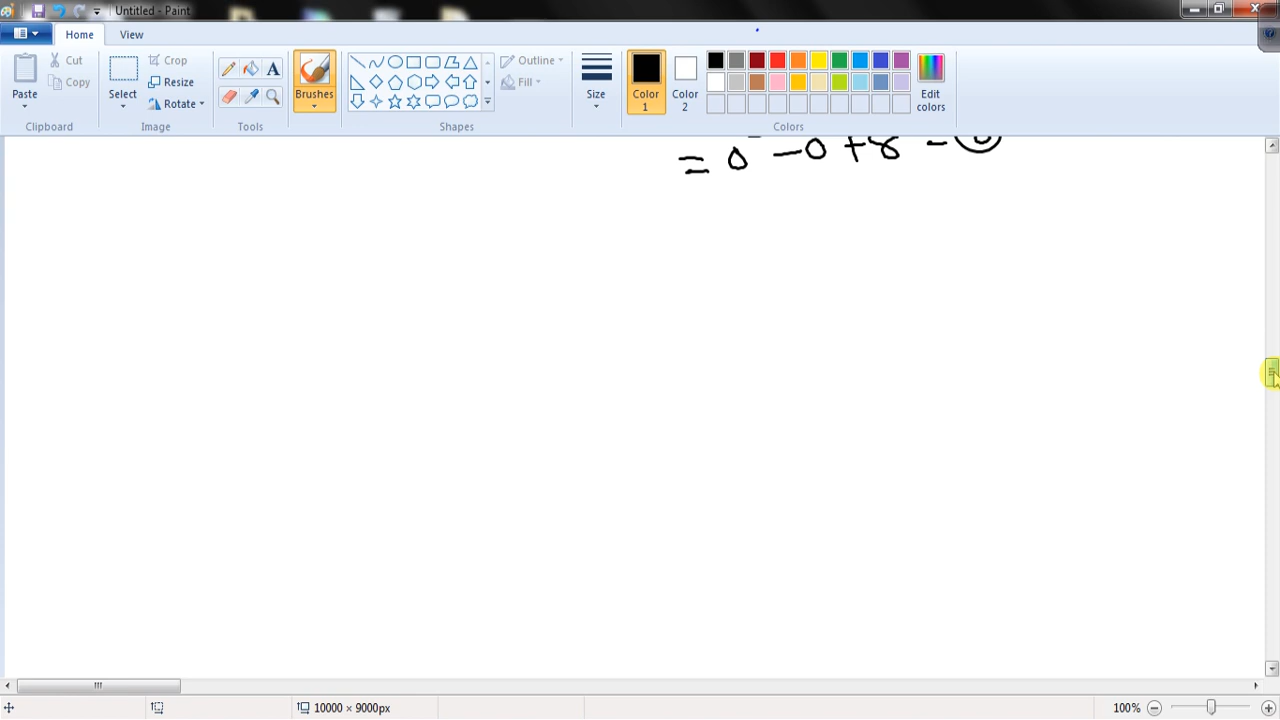 Untitled - Paint
Home View
Paste
Cut
Copy
Clipboard
Select
Crop
Resize
Rotate
Image
A
Tools
Brushes
Outline
Fill
Shapes
Size
Color 1
Color 2
Edit colors
Colors
= 0 - 0 + 8 =
10000 × 9000px
100%